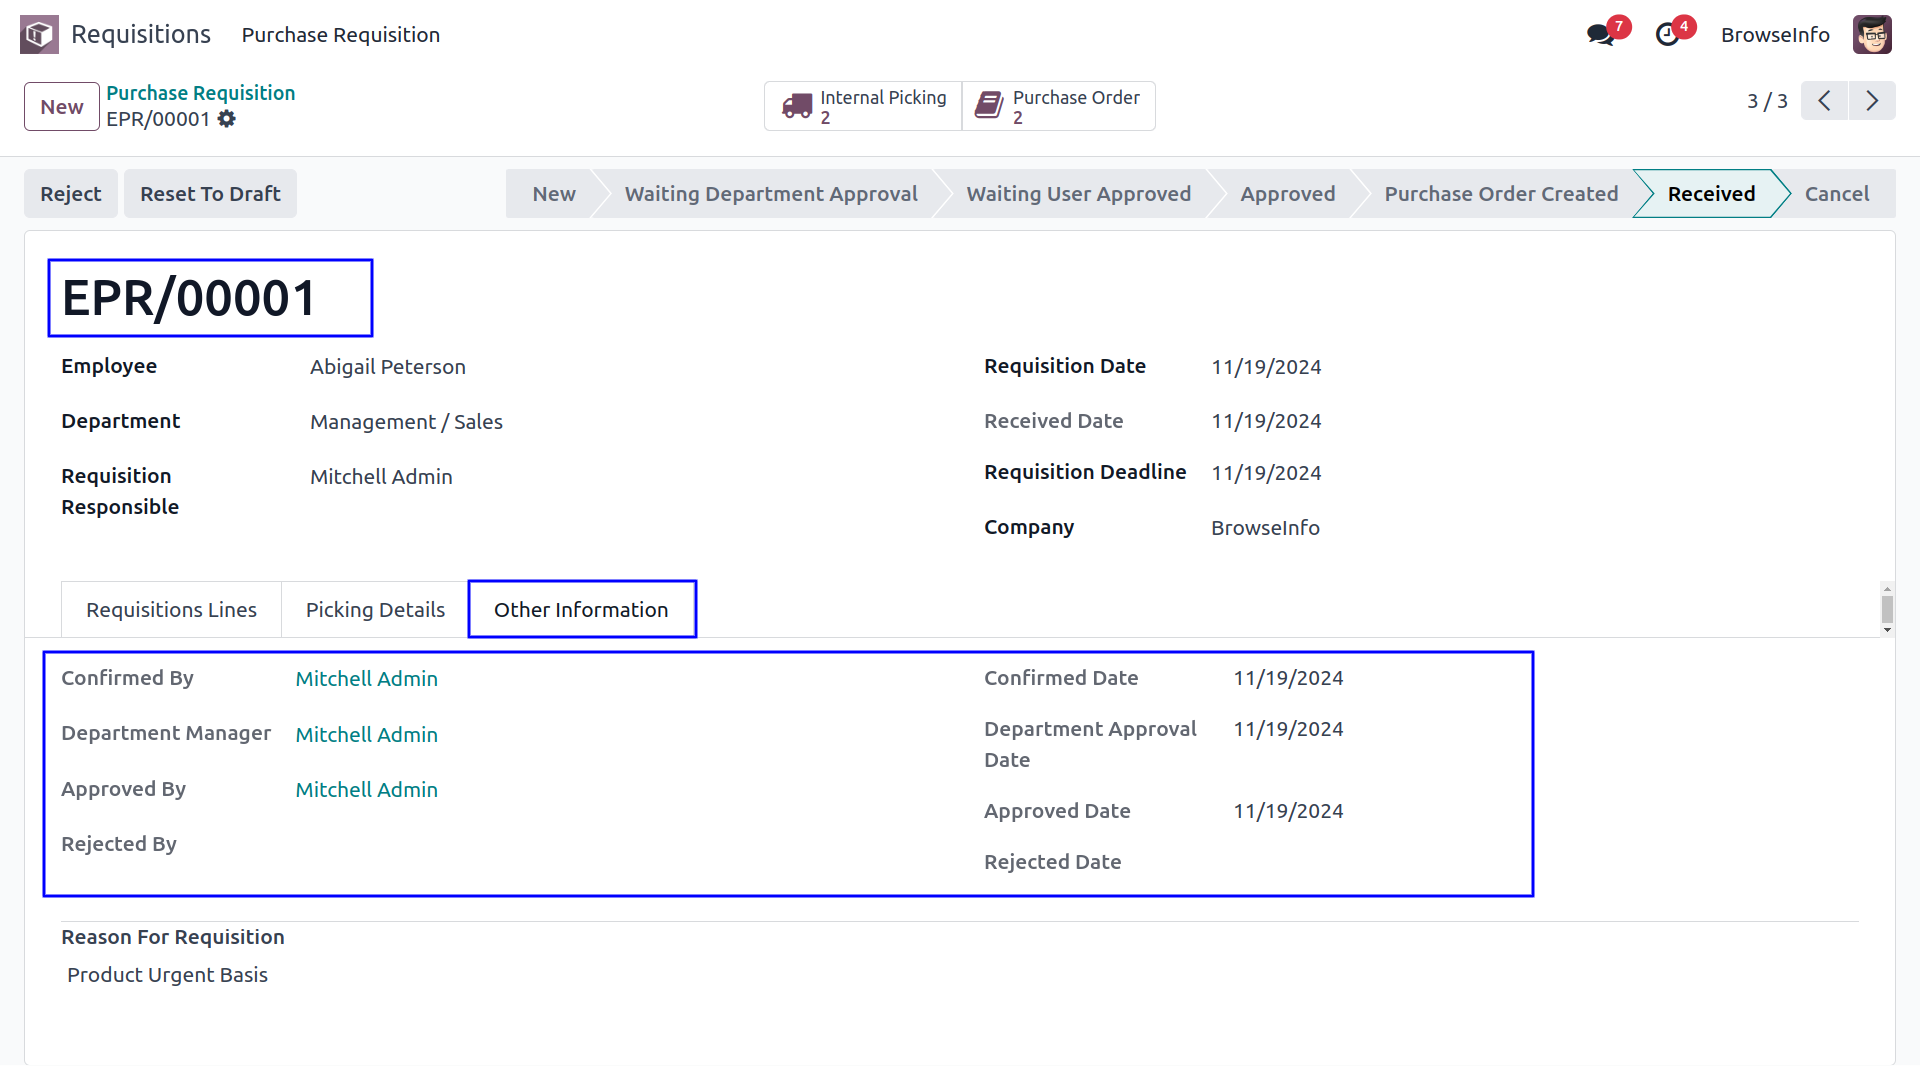 Requisitions Purchase Requisition 7 4 BrowseInfo
New Purchase Requisition
EPR/00001
Internal Picking
2
Purchase Order
2
3 / 3
Reject Reset To Draft New Waiting Department Approval Waiting User Approved Approved Purchase Order Created Received Cancel
EPR/00001
Employee Abigail Peterson
Department Management / Sales
Requisition Responsible Mitchell Admin
Requisition Date 11/19/2024
Received Date 11/19/2024
Requisition Deadline 11/19/2024
Company BrowseInfo
Requisitions Lines Picking Details Other Information
Confirmed By Mitchell Admin
Department Manager Mitchell Admin
Approved By Mitchell Admin
Rejected By
Confirmed Date 11/19/2024
Department Approval Date 11/19/2024
Approved Date 11/19/2024
Rejected Date
Reason For Requisition
Product Urgent Basis